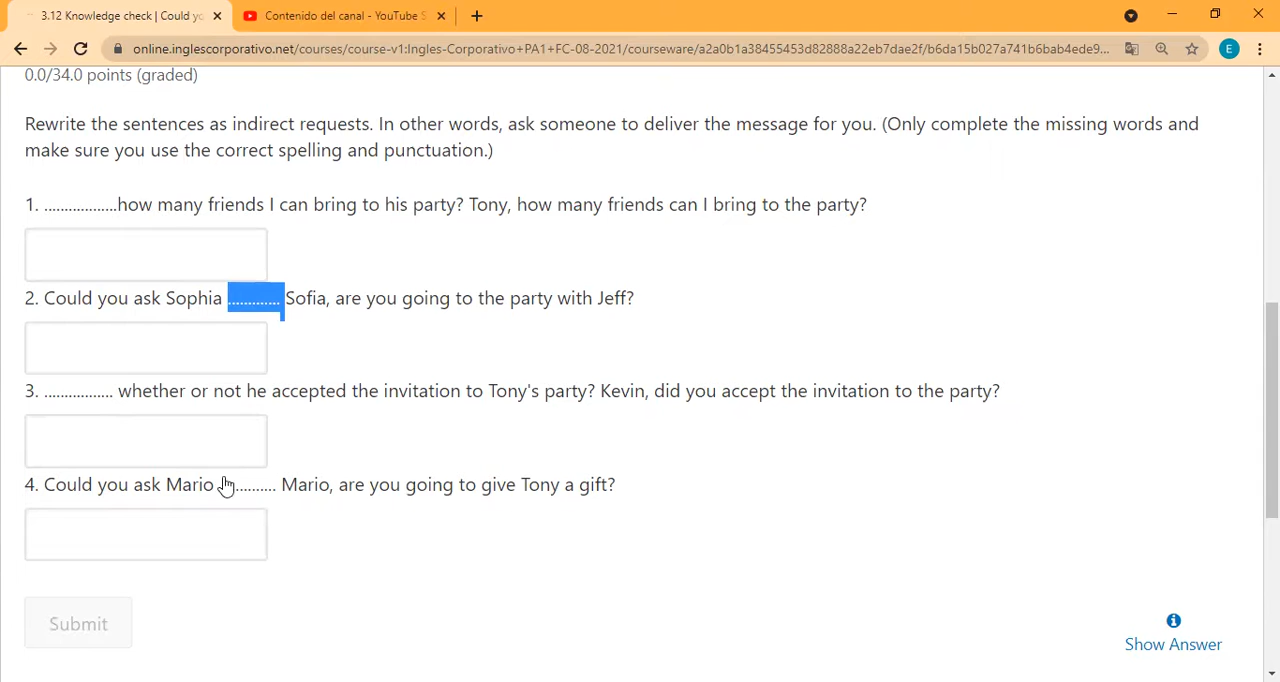 3.12 Knowledge check | Could yo
Contenido del canal - YouTube S
online.inglescorporativo.net/courses/course-v1:Ingles-Corporativo+PA1+FC-08-2021/courseware/a2a0b1a38455453d82888a22eb7dae2f/b6da15b027a741b6bab4ede9...
E
0.0/34.0 points (graded)
Rewrite the sentences as indirect requests. In other words, ask someone to deliver the message for you. (Only complete the missing words and
make sure you use the correct spelling and punctuation.)
1. ..................how many friends I can bring to his party? Tony, how many friends can I bring to the party?
2. Could you ask Sophia ............. Sofia, are you going to the party with Jeff?
3. ................. whether or not he accepted the invitation to Tony's party? Kevin, did you accept the invitation to the party?
4. Could you ask Mario ............. Mario, are you going to give Tony a gift?
Submit
Show Answer